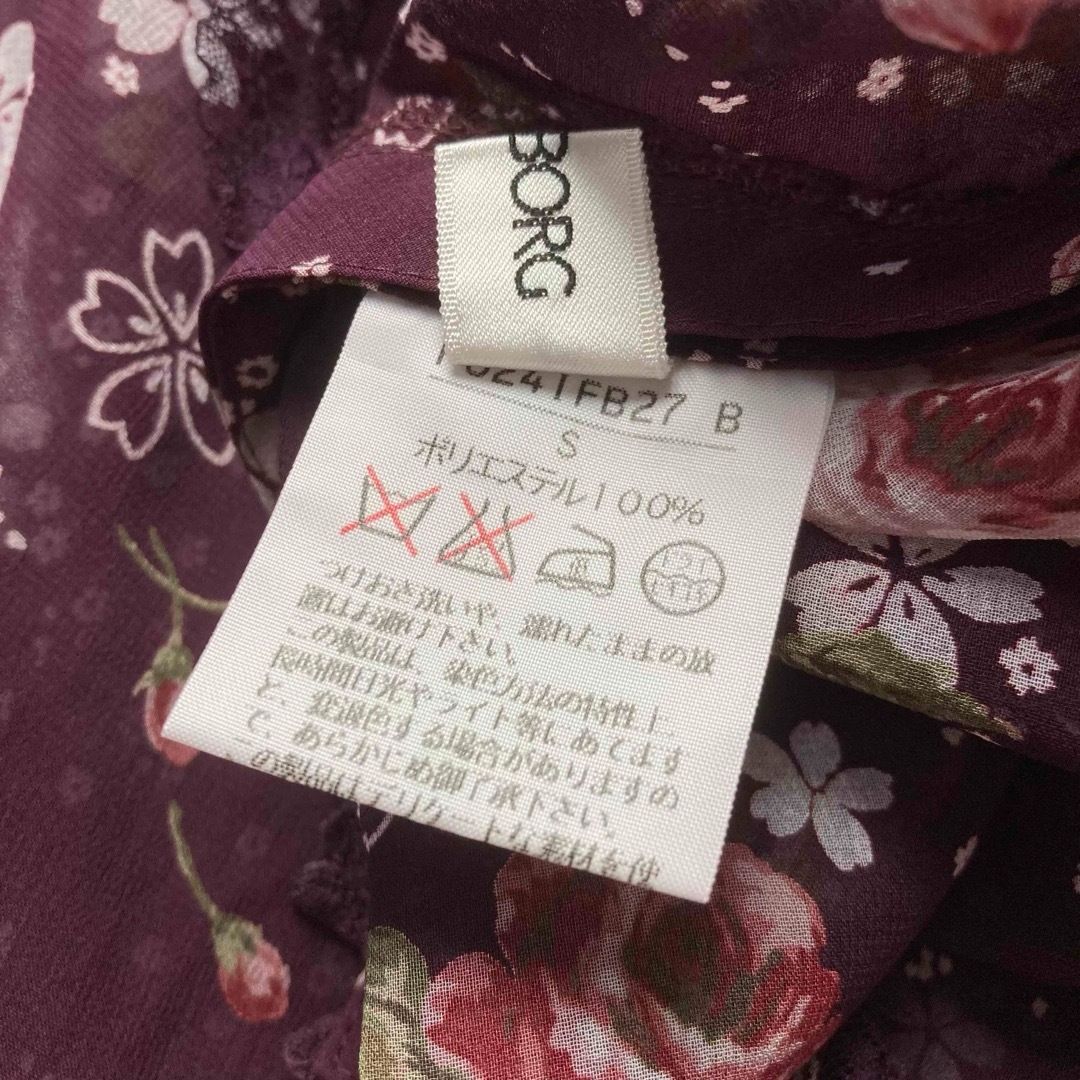 BORG
024TFB27 B
S
ポリエステル100%
つけおき洗いや、濡れたままの放
置はお避け下さい。
この製品は、染色方法の特性上、
長時間日光やライト等にあてます
と、変退色する場合がありますの
で、あらかじめ御了承下さい。
の製品はデリケートな素材を使